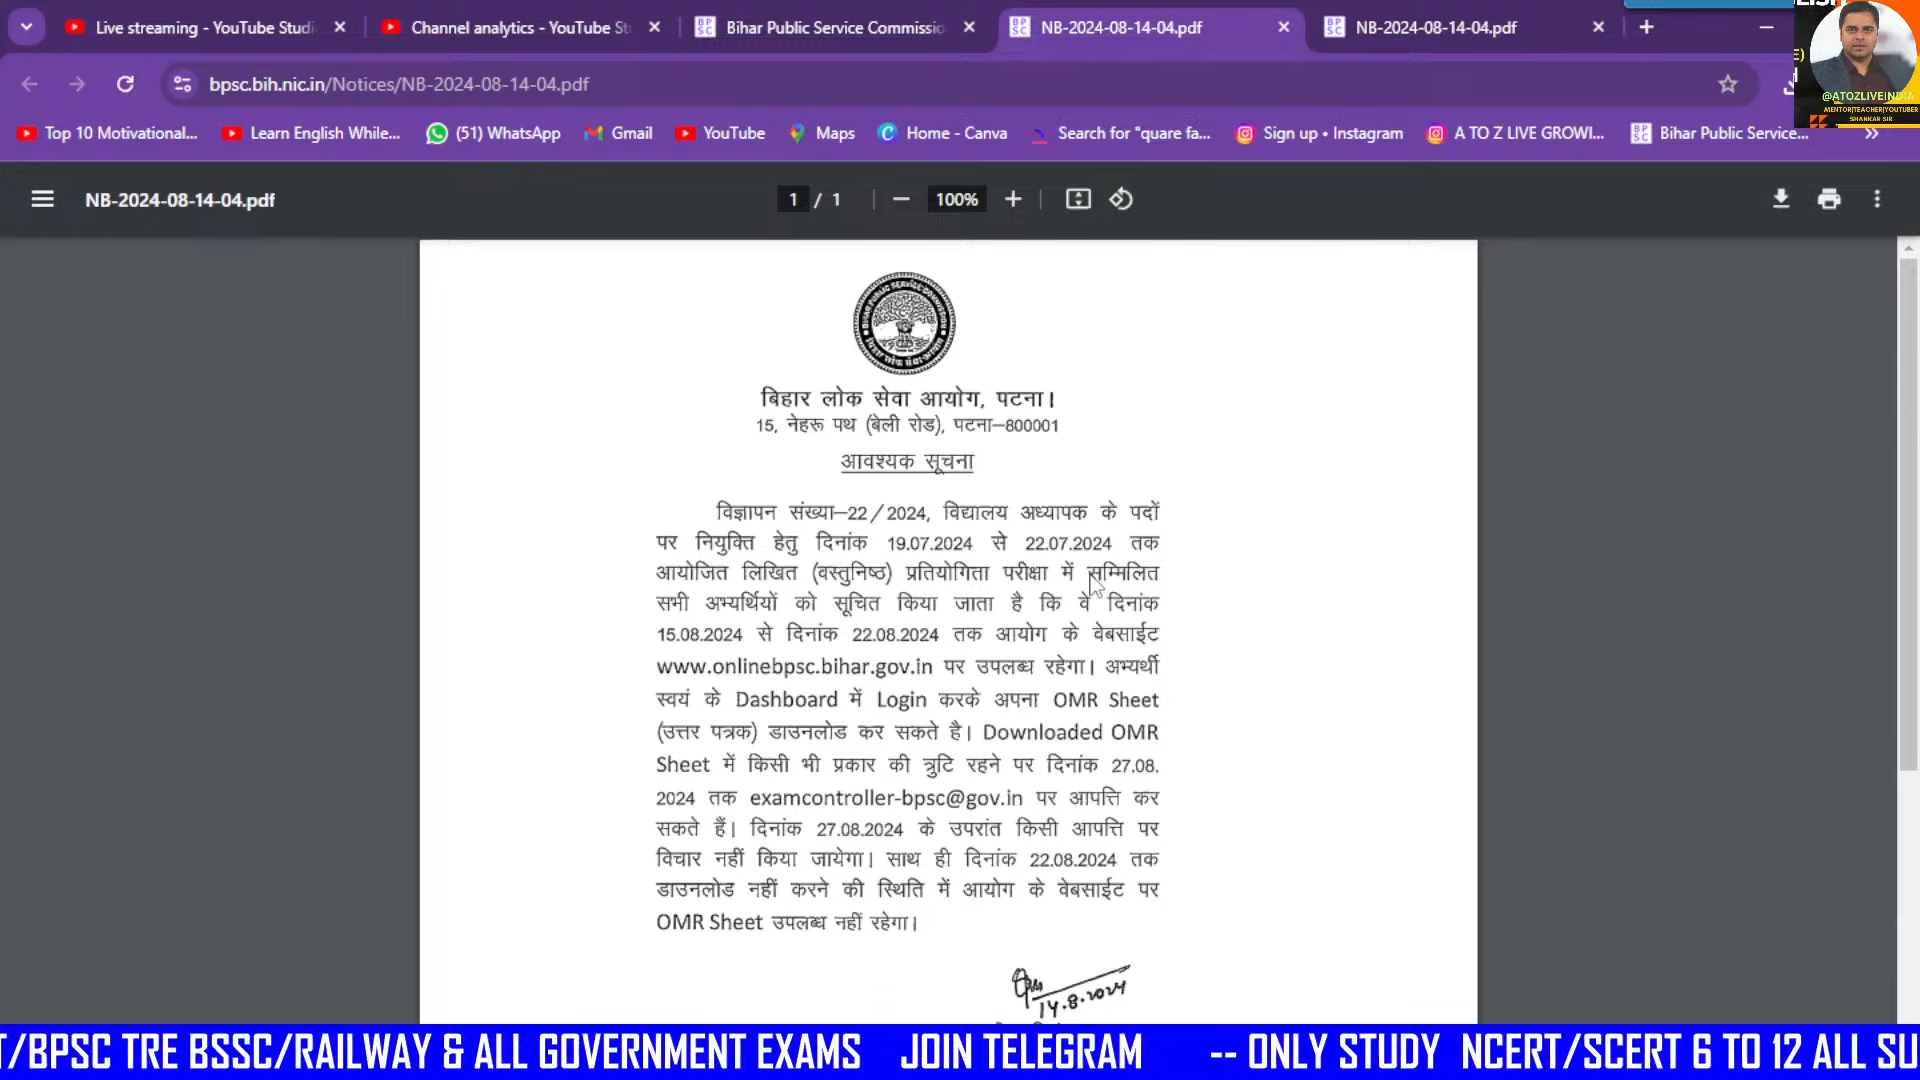 Live streaming - YouTube Studi
Channel analytics - YouTube St
Bihar Public Service Commissio
NB-2024-08-14-04.pdf
NB-2024-08-14-04.pdf
bpsc.bih.nic.in/Notices/NB-2024-08-14-04.pdf
@ATOZLIVEINDIA
MENTOR|TEACHER|YOUTUBER
SHANKAR SIR
Top 10 Motivational...
Learn English While...
(51) WhatsApp
Gmail
YouTube
Maps
Home - Canva
Search for "quare fa...
Sign up • Instagram
A TO Z LIVE GROWI...
Bihar Public Service...
NB-2024-08-14-04.pdf
1 / 1
100%
BIHAR PUBLIC SERVICE COMMISSION
बिहार लोक सेवा आयोग
बिहार लोक सेवा आयोग, पटना।
15, नेहरू पथ (बेली रोड), पटना–800001
आवश्यक सूचना
विज्ञापन संख्या–22/2024, विद्यालय अध्यापक के पदों
पर नियुक्ति हेतु दिनांक 19.07.2024 से 22.07.2024 तक
आयोजित लिखित (वस्तुनिष्ठ) प्रतियोगिता परीक्षा में सम्मिलित
सभी अभ्यर्थियों को सूचित किया जाता है कि वे दिनांक
15.08.2024 से दिनांक 22.08.2024 तक आयोग के वेबसाईट
www.onlinebpsc.bihar.gov.in पर उपलब्ध रहेगा। अभ्यर्थी
स्वयं के Dashboard में Login करके अपना OMR Sheet
(उत्तर पत्रक) डाउनलोड कर सकते है। Downloaded OMR
Sheet में किसी भी प्रकार की त्रुटि रहने पर दिनांक 27.08.
2024 तक examcontroller-bpsc@gov.in पर आपत्ति कर
सकते हैं। दिनांक 27.08.2024 के उपरांत किसी आपत्ति पर
विचार नहीं किया जायेगा। साथ ही दिनांक 22.08.2024 तक
डाउनलोड नहीं करने की स्थिति में आयोग के वेबसाईट पर
OMR Sheet उपलब्ध नहीं रहेगा।
14.8.2024
T/BPSC TRE BSSC/RAILWAY & ALL GOVERNMENT EXAMS JOIN TELEGRAM -- ONLY STUDY NCERT/SCERT 6 TO 12 ALL SU